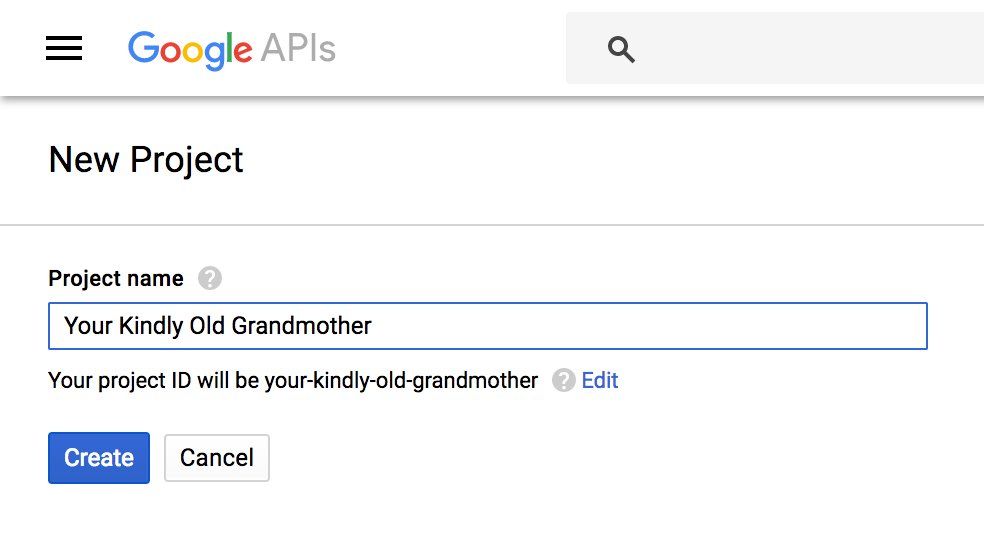 Google APIs
New Project
Project name ?
Your Kindly Old Grandmother
Your project ID will be your-kindly-old-grandmother ? Edit
Create Cancel